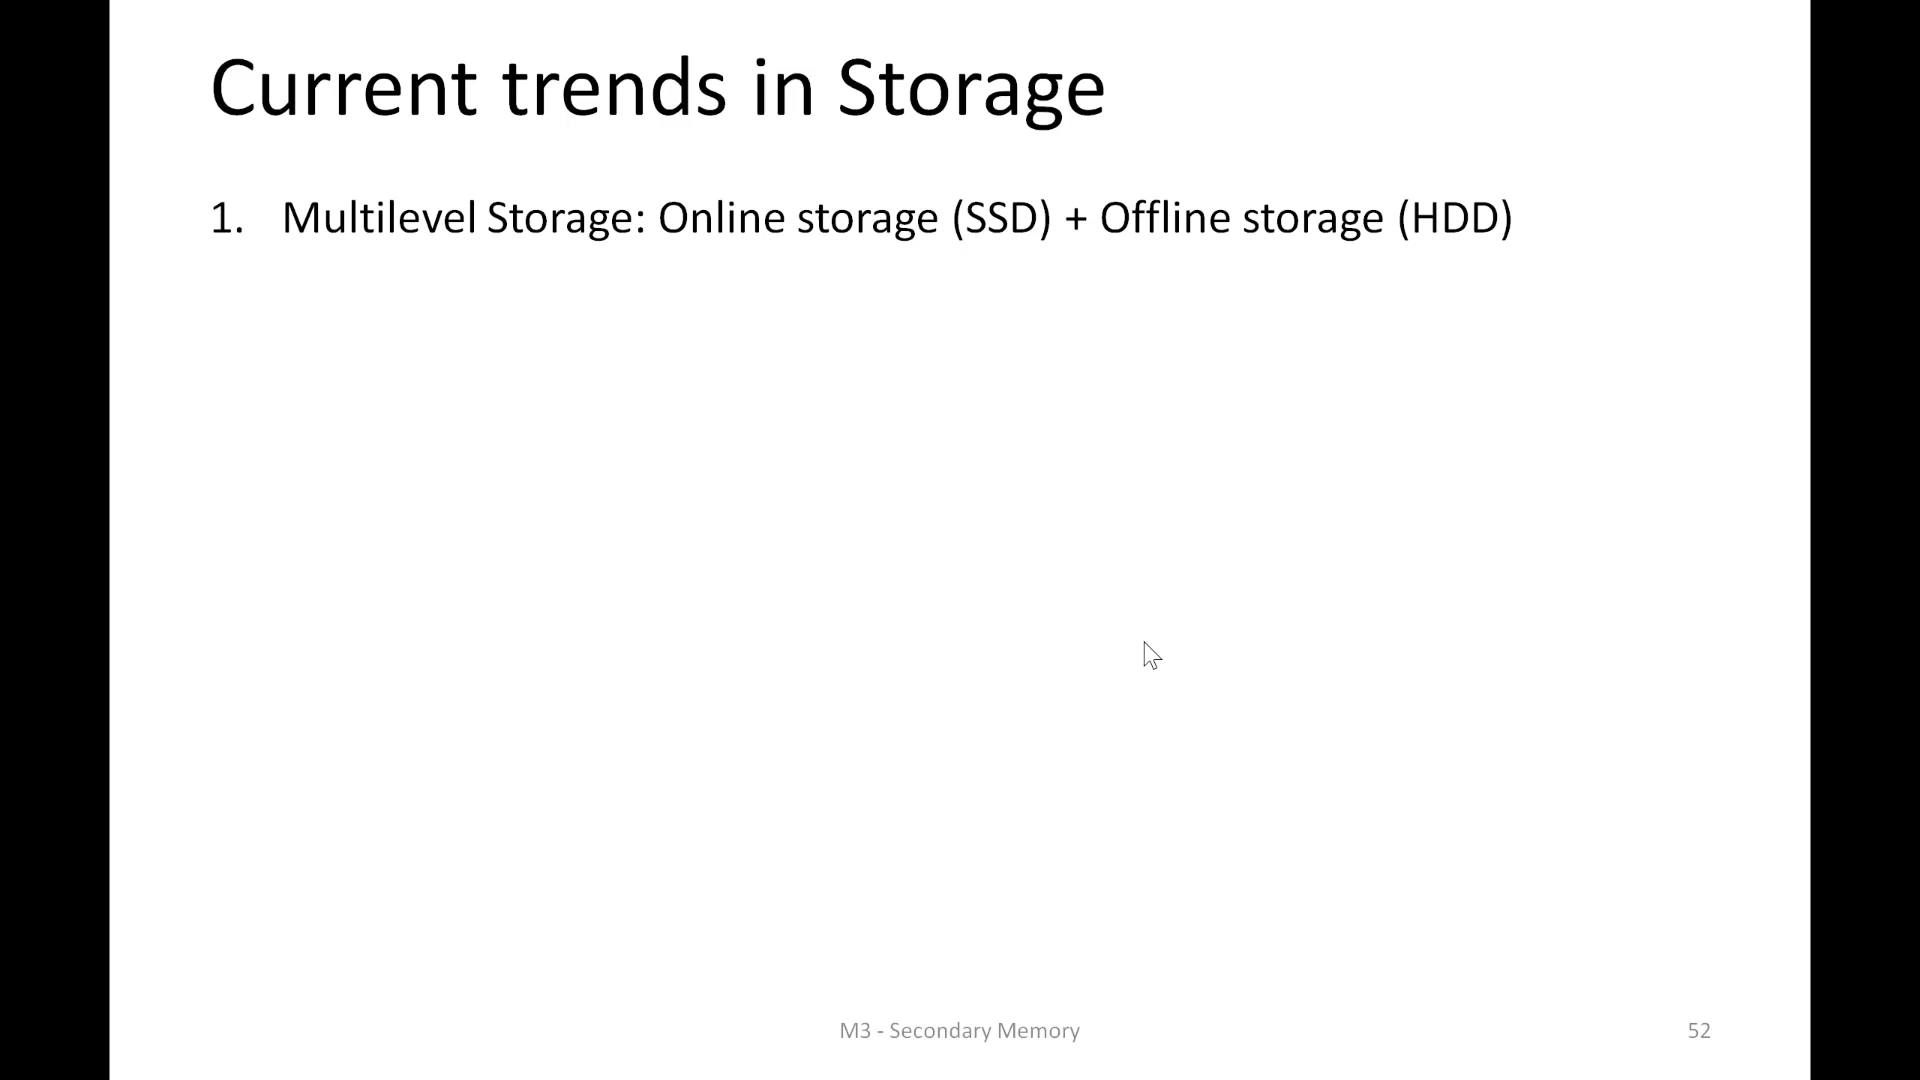 Current trends in Storage
1. Multilevel Storage: Online storage (SSD) + Offline storage (HDD)
M3 - Secondary Memory
52